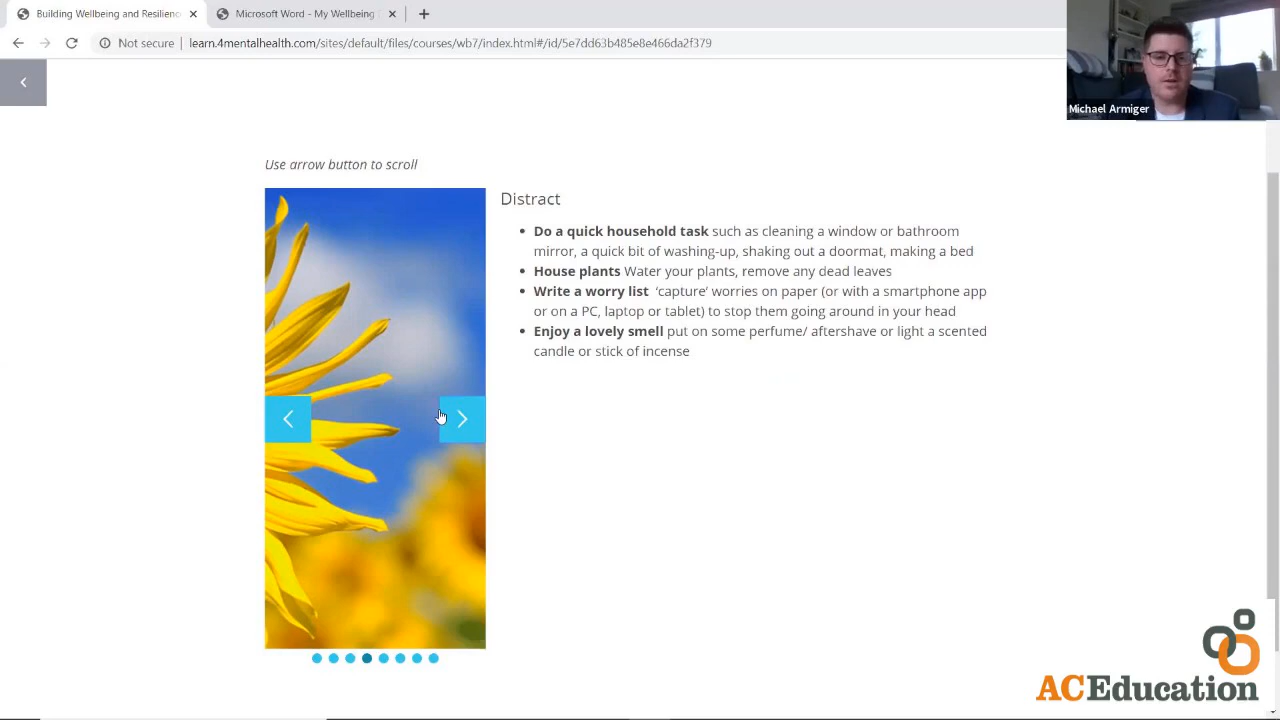 Building Wellbeing and Resilienc
Microsoft Word - My Wellbeing
Not secure
learn.4mentalhealth.com/sites/default/files/courses/wb7/index.html#/id/5e7dd63b485e8e466da2f379
Michael Armiger
Use arrow button to scroll
Distract
• Do a quick household task such as cleaning a window or bathroom
mirror, a quick bit of washing-up, shaking out a doormat, making a bed
• House plants Water your plants, remove any dead leaves
• Write a worry list ‘capture’ worries on paper (or with a smartphone app
or on a PC, laptop or tablet) to stop them going around in your head
• Enjoy a lovely smell put on some perfume/ aftershave or light a scented
candle or stick of incense
ACEducation